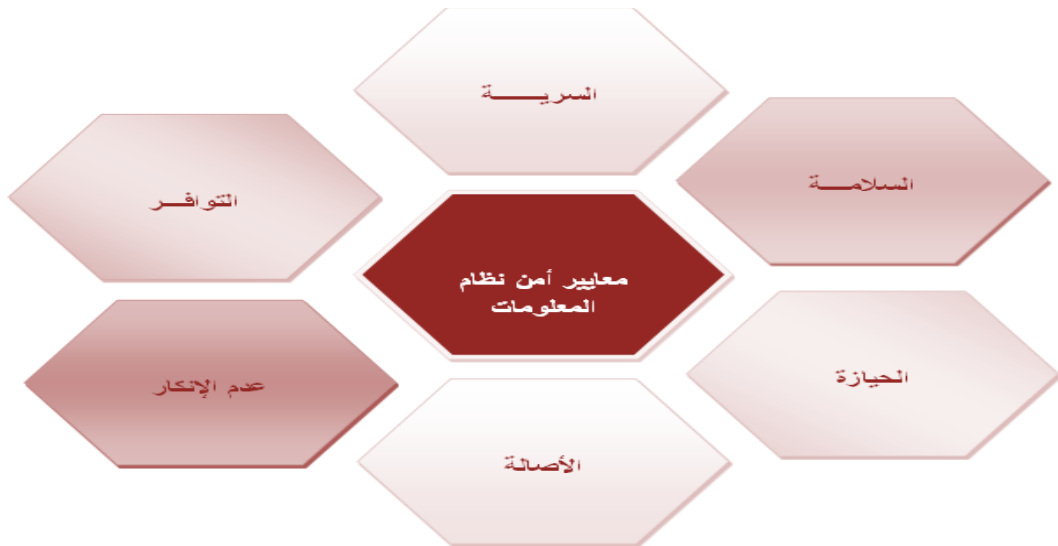 السريـــــة
السلامـــة
التوافـــر
معايير أمن نظام
المعلومات
الحيازة
عدم الإنكار
الأصالة